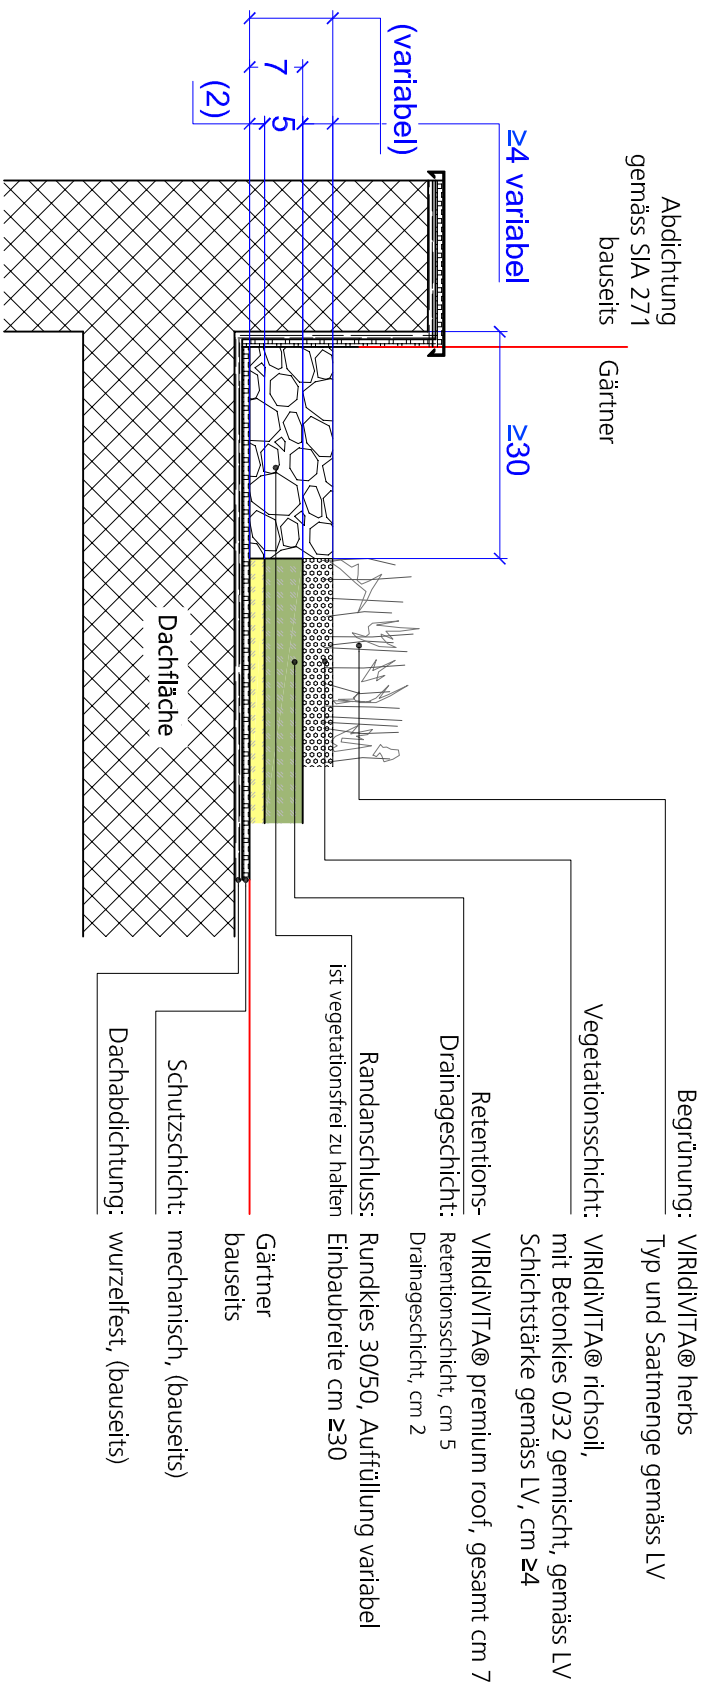 Abdichtung
gemäss SIA 271
bauseits
Gärtner
(variabel)
≥4 variabel
7
5
(2)
≥30
Dachfläche
Begrünung: VIRIdiVITA® herbs
Typ und Saatmenge gemäss LV
Vegetationsschicht: VIRIdiVITA® richsoil,
mit Betonkies 0/32 gemischt, gemäss LV
Schichtstärke gemäss LV, cm ≥4
Retentions- VIRIdiVITA® premium roof, gesamt cm 7
Drainageschicht: Retentionsschicht, cm 5
Drainageschicht, cm 2
Randanschluss: Rundkies 30/50, Auffüllung variabel
ist vegetationsfrei zu halten Einbaubreite cm ≥30
Gärtner
bauseits
Schutzschicht: mechanisch, (bauseits)
Dachabdichtung: wurzelfest, (bauseits)